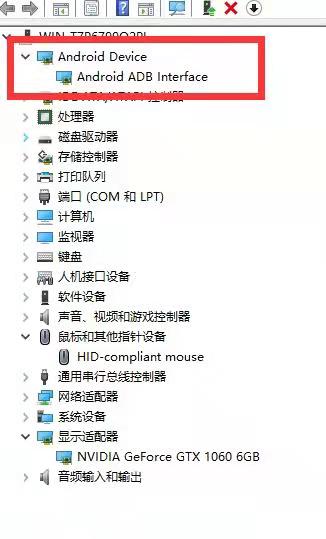 Android Device
Android ADB Interface
处理器
磁盘驱动器
存储控制器
打印队列
端口 (COM 和 LPT)
计算机
监视器
键盘
人机接口设备
软件设备
声音、视频和游戏控制器
鼠标和其他指针设备
HID-compliant mouse
通用串行总线控制器
网络适配器
系统设备
显示适配器
NVIDIA GeForce GTX 1060 6GB
音频输入和输出